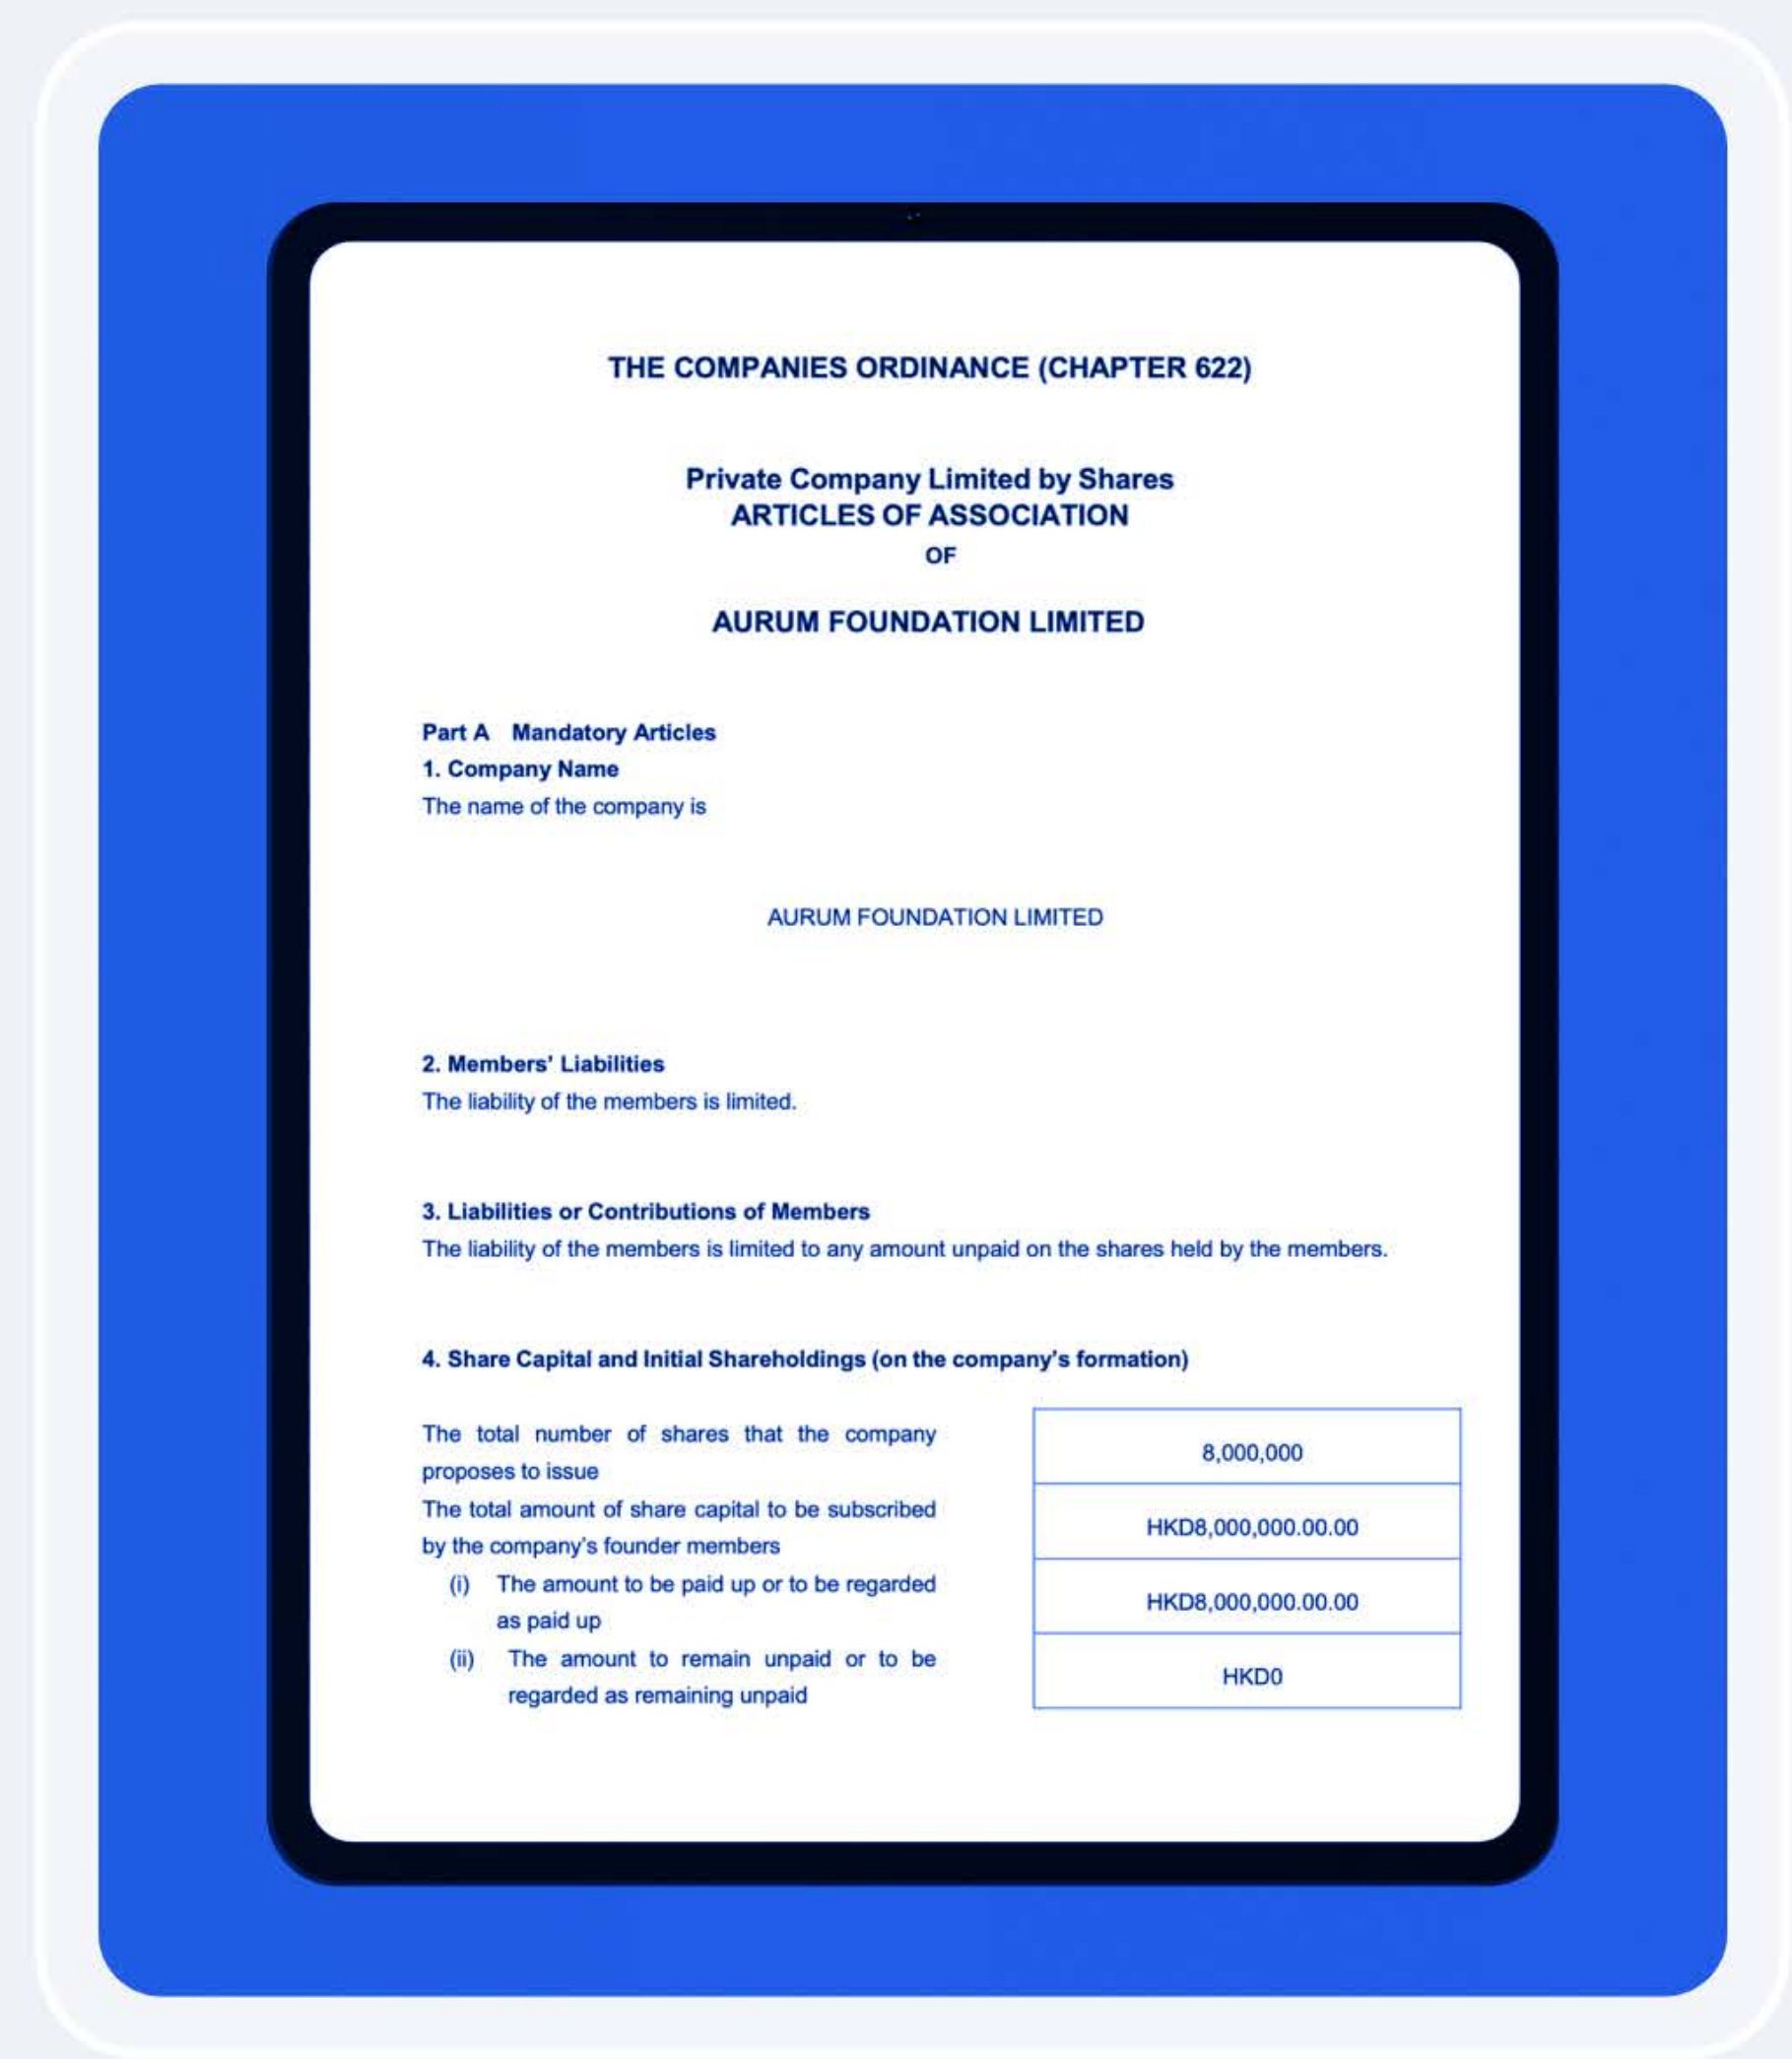 THE COMPANIES ORDINANCE (CHAPTER 622)
Private Company Limited by Shares
ARTICLES OF ASSOCIATION
OF
AURUM FOUNDATION LIMITED
Part A Mandatory Articles
1. Company Name
The name of the company is
AURUM FOUNDATION LIMITED
2. Members' Liabilities
The liability of the members is limited.
3. Liabilities or Contributions of Members
The liability of the members is limited to any amount unpaid on the shares held by the members.
4. Share Capital and Initial Shareholdings (on the company's formation)
The total number of shares that the company
proposes to issue
8,000,000
The total amount of share capital to be subscribed
by the company's founder members
HKD8,000,000.00.00
(i) The amount to be paid up or to be regarded
as paid up
HKD8,000,000.00.00
(ii) The amount to remain unpaid or to be
regarded as remaining unpaid
HKD0